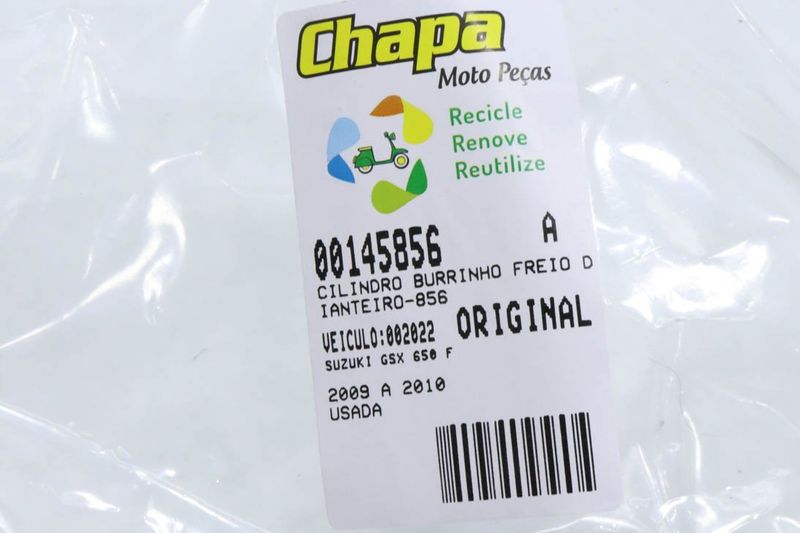 Chapa
Moto Peças
Recicle
Renove
Reutilize
00145856 A
CILINDRO BURRINHO FREIO D
IANTEIRO-856
VEICULO:002022 ORIGINAL
SUZUKI GSX 650 F
2009 A 2010
USADA